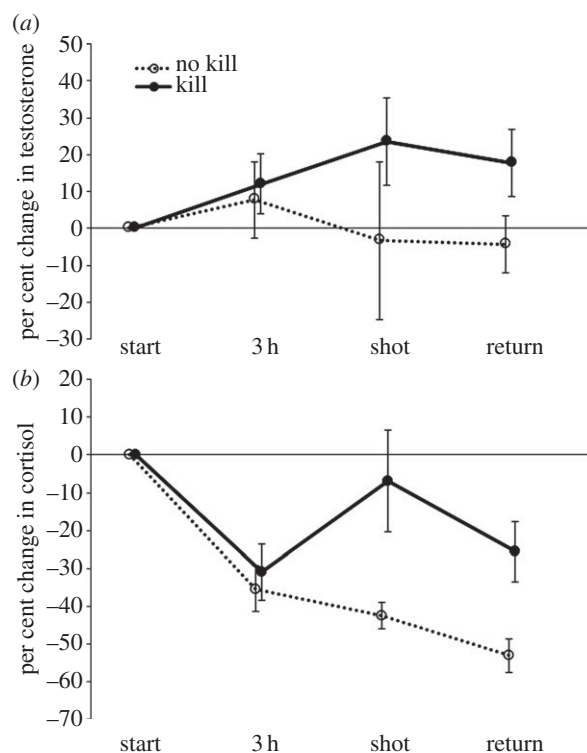 (a)
50
40
30
20
10
0
–10
–20
–30
per cent change in testosterone
no kill
kill
start 3 h shot return
(b)
20
10
0
–10
–20
–30
–40
–50
–60
–70
per cent change in cortisol
start 3 h shot return